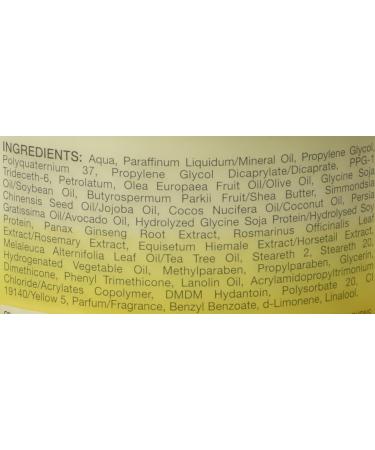 INGREDIENTS: Aqua, Paraffinum Liquidum/Mineral Oil, Propylene Glycol,
Polyquaternium 37, Propylene Glycol Dicaprylate/Dicaprate, PPG-1
Trideceth-6, Petrolatum, Olea Europaea Fruit Oil/Olive Oil, Glycine Soja
Oil/Soybean Oil, Butyrospermum Parkii Fruit/Shea Butter, Simmondsia
Chinensis Seed Oil/Jojoba Oil, Cocos Nucifera Oil/Coconut Oil, Persia
Gratissima Oil/Avocado Oil, Hydrolyzed Glycine Soja Protein/Hydrolysed Soy
Protein, Panax Ginseng Root Extract, Rosmarinus Officinalis Leaf
Extract/Rosemary Extract, Equisetum Hiemale Extract/Horsetail Extract,
Melaleuca Alternifolia Leaf Oil/Tea Tree Oil, Steareth 2, Steareth 20,
Hydrogenated Vegetable Oil, Methylparaben, Propylparaben, Glycerin,
Dimethicone, Phenyl Trimethicone, Lanolin Oil, Acrylamidopropyltrimonium
Chloride/Acrylates Copolymer, DMDM Hydantoin, Polysorbate 20, CI
19140/Yellow 5, Parfum/Fragrance, Benzyl Benzoate, d-Limonene, Linalool.